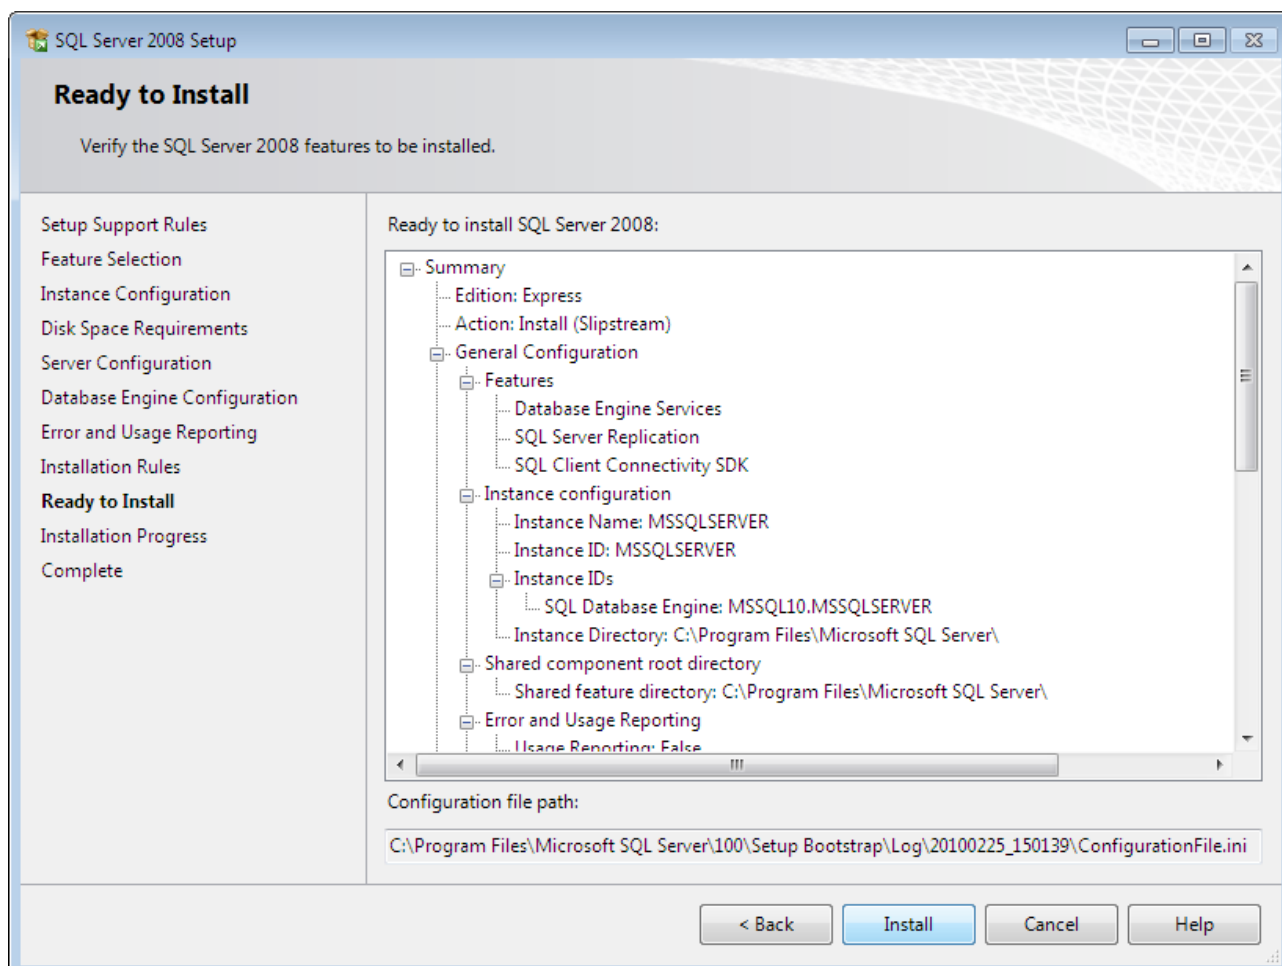 SQL Server 2008 Setup
Ready to Install
Verify the SQL Server 2008 features to be installed.
Setup Support Rules
Feature Selection
Instance Configuration
Disk Space Requirements
Server Configuration
Database Engine Configuration
Error and Usage Reporting
Installation Rules
Ready to Install
Installation Progress
Complete
Ready to install SQL Server 2008:
Summary
Edition: Express
Action: Install (Slipstream)
General Configuration
Features
Database Engine Services
SQL Server Replication
SQL Client Connectivity SDK
Instance configuration
Instance Name: MSSQLSERVER
Instance ID: MSSQLSERVER
Instance IDs
SQL Database Engine: MSSQL10.MSSQLSERVER
Instance Directory: C:\Program Files\Microsoft SQL Server\
Shared component root directory
Shared feature directory: C:\Program Files\Microsoft SQL Server\
Error and Usage Reporting
Usage Reporting: False
Configuration file path:
C:\Program Files\Microsoft SQL Server\100\Setup Bootstrap\Log\20100225_150139\ConfigurationFile.ini
< Back
Install
Cancel
Help